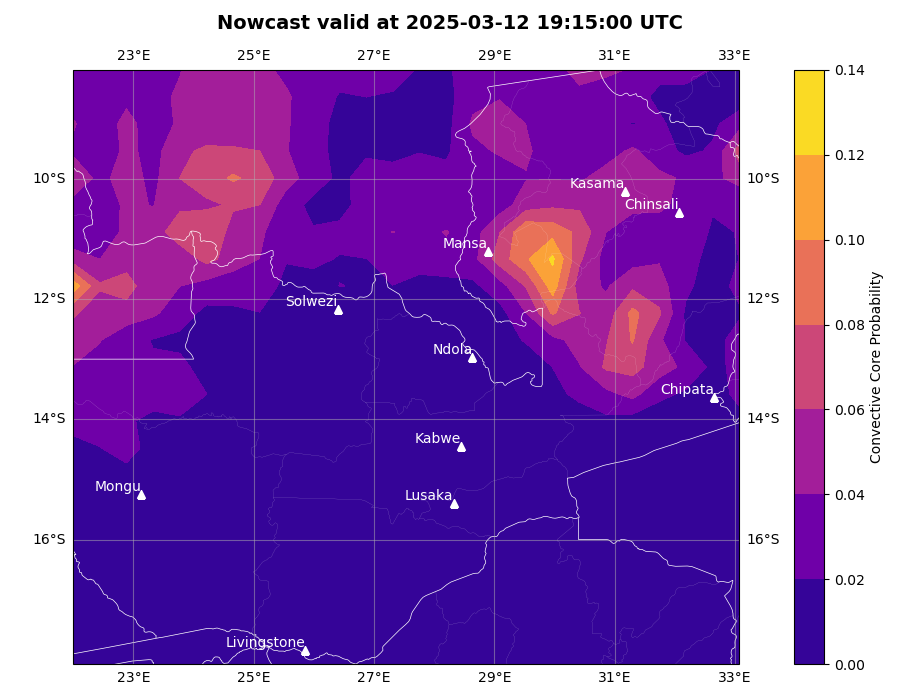 Nowcast valid at 2025-03-12 19:15:00 UTC
23°E 25°E 27°E 29°E 31°E 33°E
0.14
0.12
10°S Kasama 10°S
Chinsali
0.10
Mansa
12°S Solwezi 12°S
0.08
Ndola
Chipata
0.06
14°S 14°S
Kabwe
Mongu Lusaka
0.04
16°S 16°S
0.02
Livingstone
0.00
23°E 25°E 27°E 29°E 31°E 33°E
Convective Core Probability